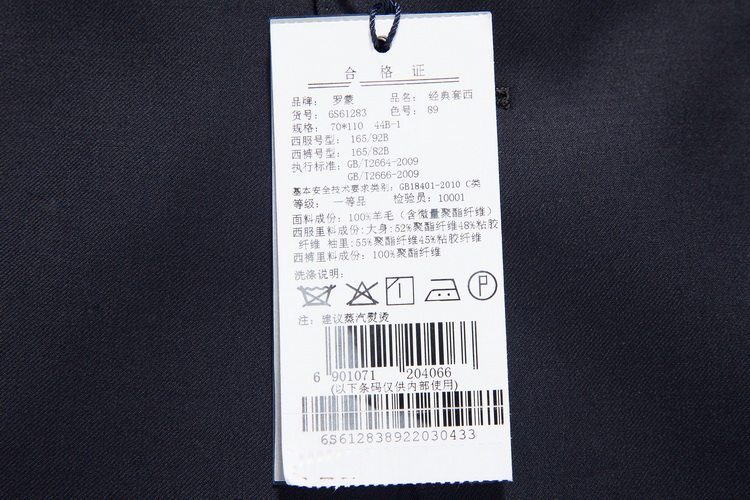 合 格 证
品牌: 罗蒙 品名: 经典套西
货号: 6S61283 色号: 89
规格: 70*110 44B-1
西服号型: 165/92B
西裤号型: 165/82B
执行标准: GB/T2664-2009
GB/T2666-2009
基本安全技术要求类别: GB18401-2010 C类
等级: 一等品 检验员: 10001
面料成份: 100%羊毛(含微量聚酯纤维)
西服里料成份:大身:52%聚酯纤维48%粘胶
纤维 袖里:55%聚酯纤维45%粘胶纤维
西裤里料成份: 100%聚酯纤维
洗涤说明:
P
注: 建议蒸汽熨烫
6 901071 204066
(以下条码仅供内部使用)
6S612838922030433